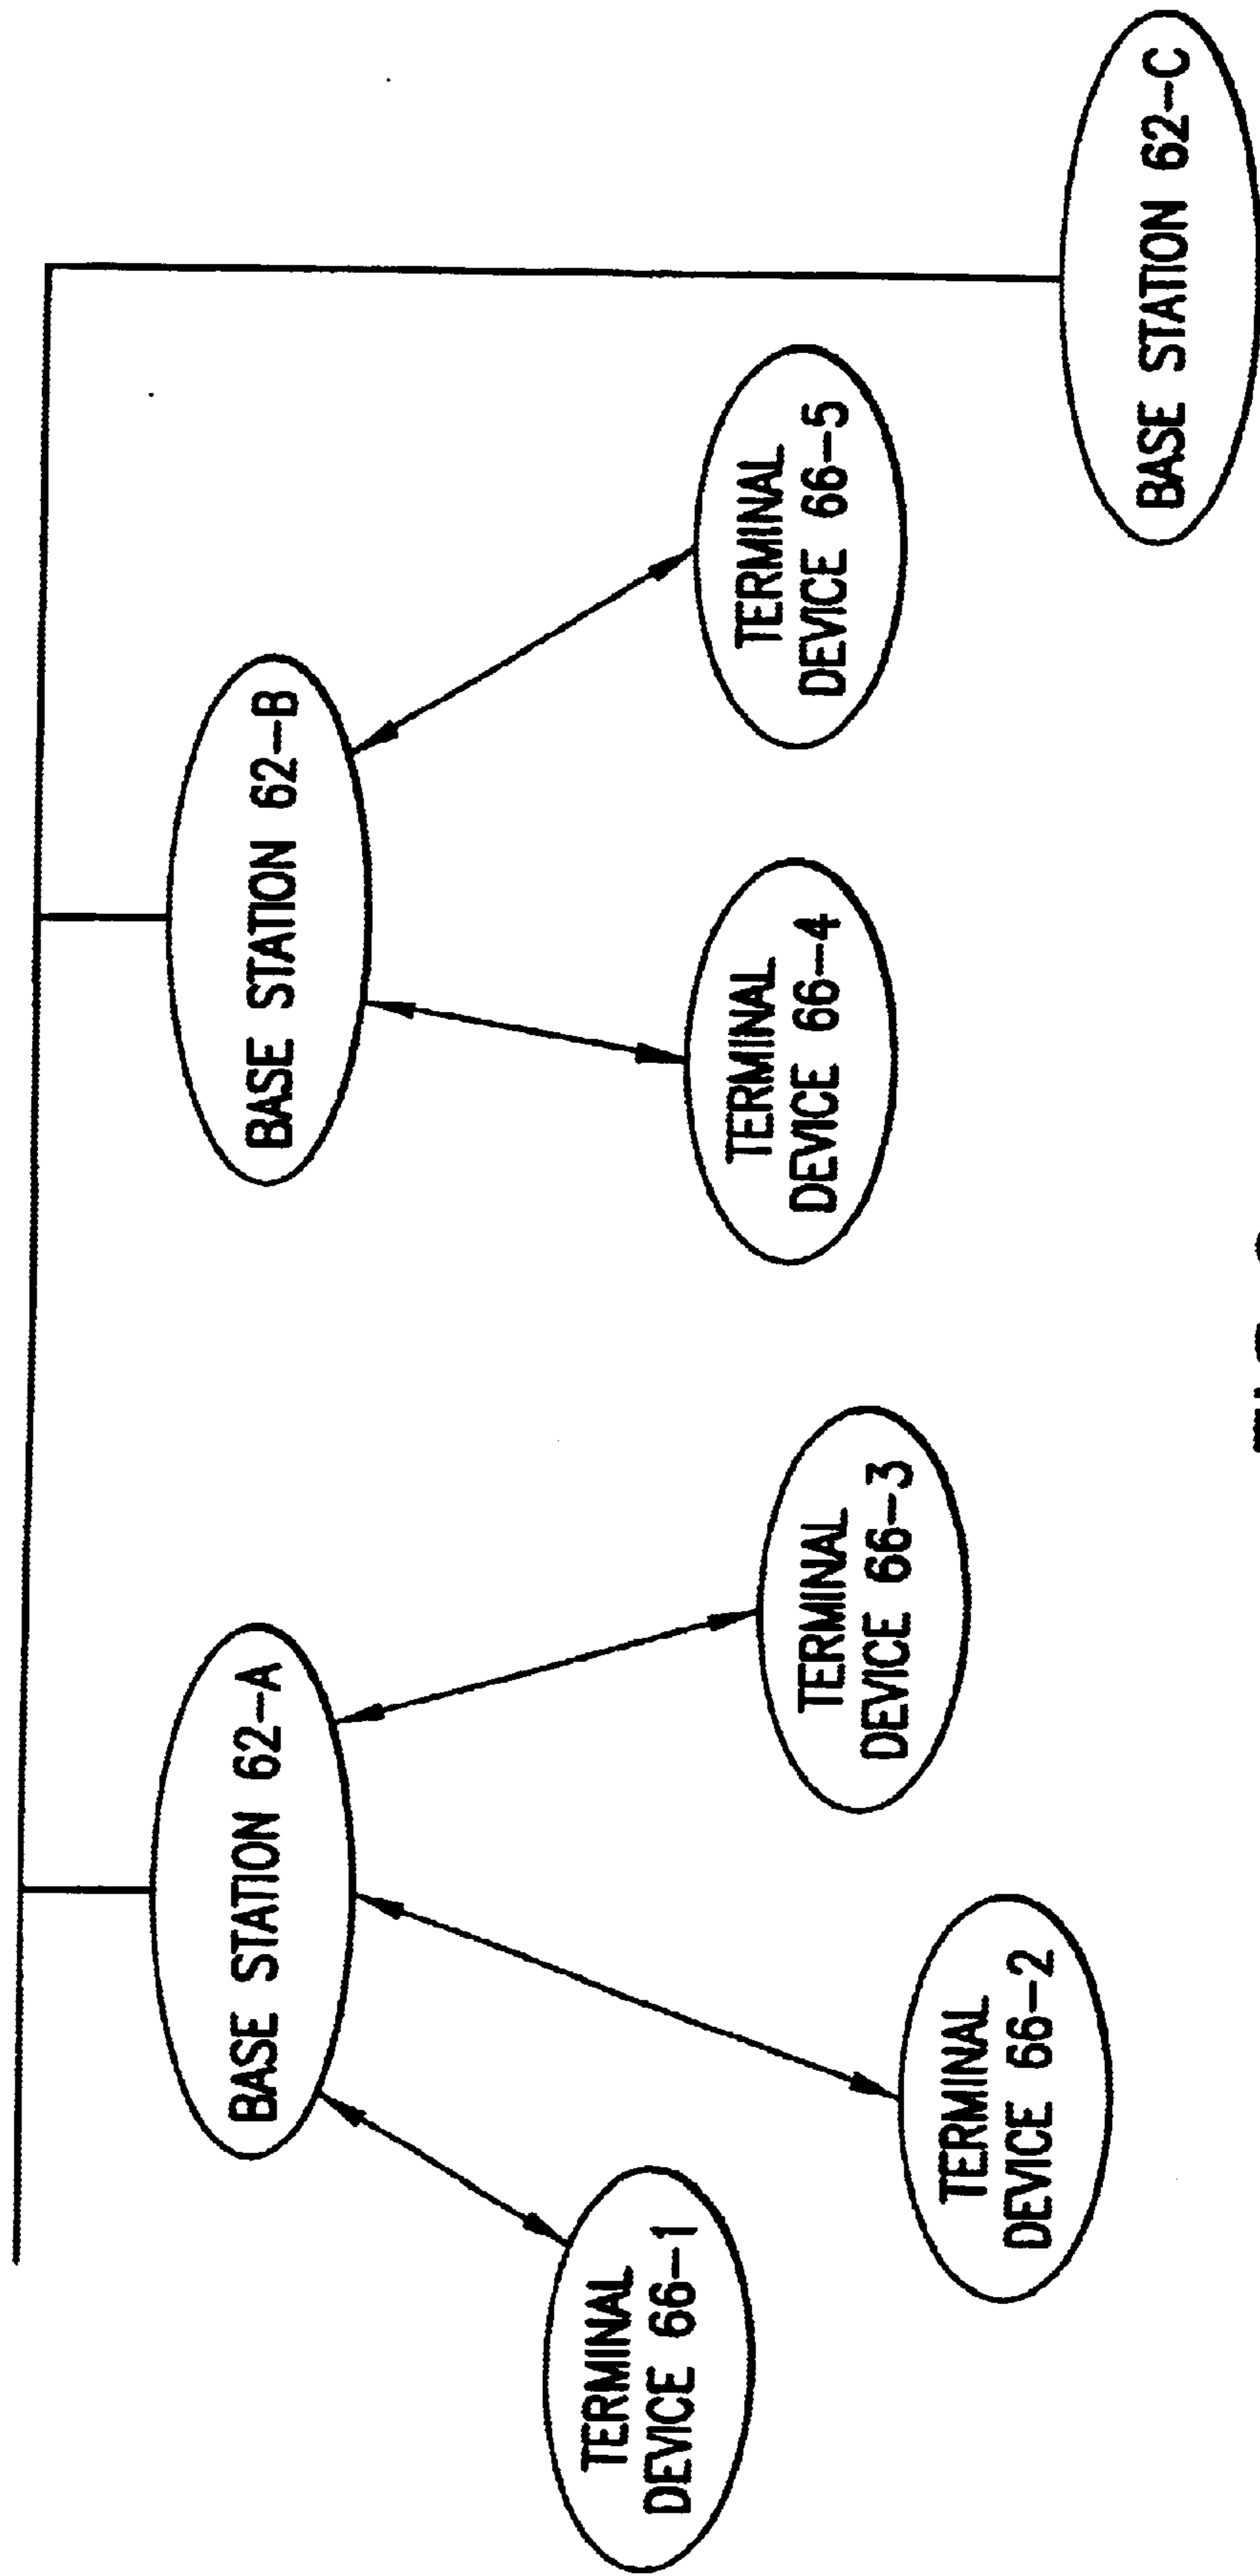 BASE STATION 62-A
BASE STATION 62-B
TERMINAL
DEVICE 66-1
TERMINAL
DEVICE 66-2
TERMINAL
DEVICE 66-3
TERMINAL
DEVICE 66-4
TERMINAL
DEVICE 66-5
BASE STATION 62-C